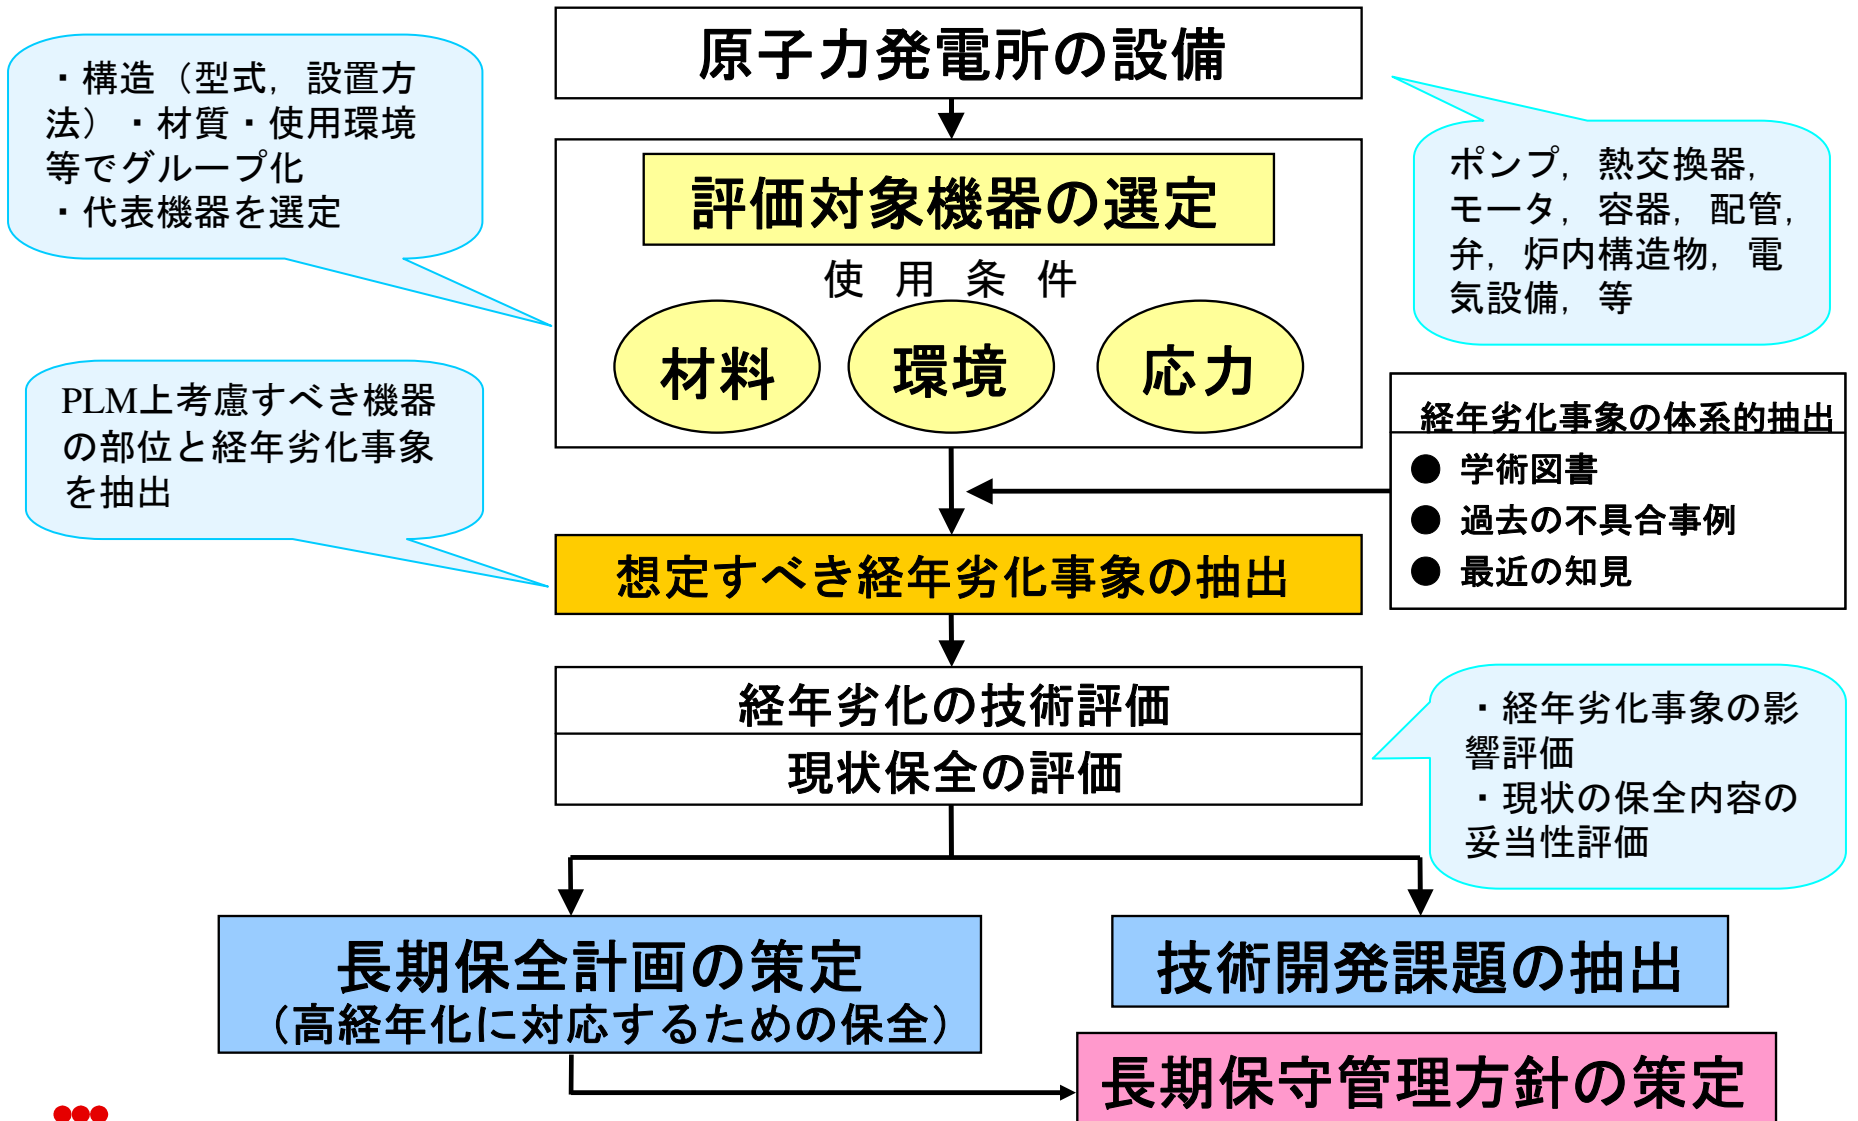 原子力発電所の設備
・構造（型式，設置方
法）・材質・使用環境
等でグループ化
・代表機器を選定
ポンプ，熱交換器，
モータ，容器，配管，
弁，炉内構造物，電
気設備，等
評価対象機器の選定
使用条件
材料
環境
応力
PLM上考慮すべき機器
の部位と経年劣化事象
を抽出
経年劣化事象の体系的抽出
● 学術図書
● 過去の不具合事例
● 最近の知見
想定すべき経年劣化事象の抽出
経年劣化の技術評価
現状保全の評価
・経年劣化事象の影
響評価
・現状の保全内容の
妥当性評価
長期保全計画の策定
（高経年化に対応するための保全）
技術開発課題の抽出
長期保守管理方針の策定